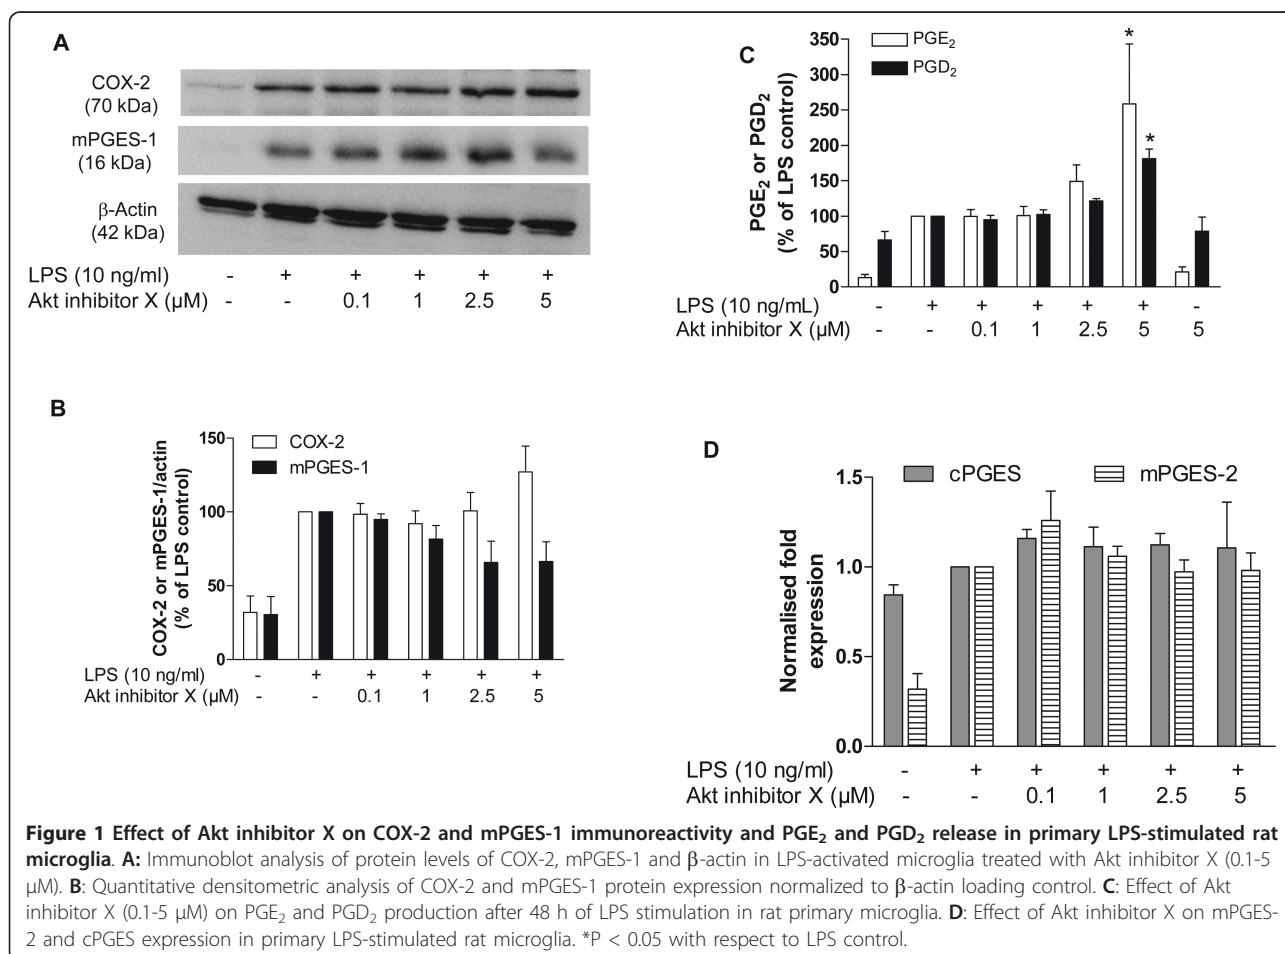 A
COX-2
(70 kDa)
mPGES-1
(16 kDa)
β-Actin
(42 kDa)
LPS (10 ng/ml) - + + + + +
Akt inhibitor X (μM) - - 0.1 1 2.5 5
B
COX-2 or mPGES-1/actin
(% of LPS control)
150
100
50
0
COX-2
mPGES-1
LPS (10 ng/ml) - + + + + +
Akt inhibitor X (μM) - - 0.1 1 2.5 5
C
PGE2 or PGD2
(% of LPS control)
350
300
250
200
150
100
50
0
PGE2
PGD2
*
*
LPS (10 ng/mL) - + + + + + -
Akt inhibitor X (μM) - - 0.1 1 2.5 5 5
D
Normalised fold
expression
1.5
1.0
0.5
0.0
cPGES
mPGES-2
LPS (10 ng/ml) - + + + + +
Akt inhibitor X (μM) - - 0.1 1 2.5 5
Figure 1 Effect of Akt inhibitor X on COX-2 and mPGES-1 immunoreactivity and PGE2 and PGD2 release in primary LPS-stimulated rat
microglia. A: Immunoblot analysis of protein levels of COX-2, mPGES-1 and β-actin in LPS-activated microglia treated with Akt inhibitor X (0.1-5
μM). B: Quantitative densitometric analysis of COX-2 and mPGES-1 protein expression normalized to β-actin loading control. C: Effect of Akt
inhibitor X (0.1-5 μM) on PGE2 and PGD2 production after 48 h of LPS stimulation in rat primary microglia. D: Effect of Akt inhibitor X on mPGES-
2 and cPGES expression in primary LPS-stimulated rat microglia. *P < 0.05 with respect to LPS control.